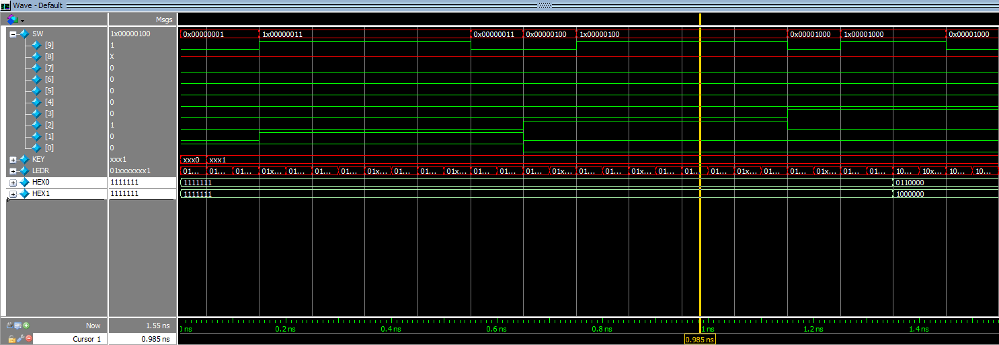 Wave - Default
Msgs
SW 1x00000100 0x00000001 1x00000011 0x00000011 0x00000100 1x00000100 0x00001000 1x00001000 0x00001000
[9] 1
[8] X
[7] 0
[6] 0
[5] 0
[4] 0
[3] 0
[2] 1
[1] 0
[0] 0
KEY xxx1 xxx0 xxx1
LEDR 01xxxxxxx1 01... 01... 01... 01x... 01... 01... 01... 01x... 01... 01... 01... 01... 01... 01... 01x... 01... 01... 01... 01... 01... 01... 01x... 01... 01... 01x... 01... 01... 10... 10x... 10... 10...
HEX0 1111111 1111111 0110000
HEX1 1111111 1111111 1000000
Now 1.55 ns ns 0.2 ns 0.4 ns 0.6 ns 0.8 ns 1 ns 1.2 ns 1.4 ns
Cursor 1 0.985 ns 0.985 ns